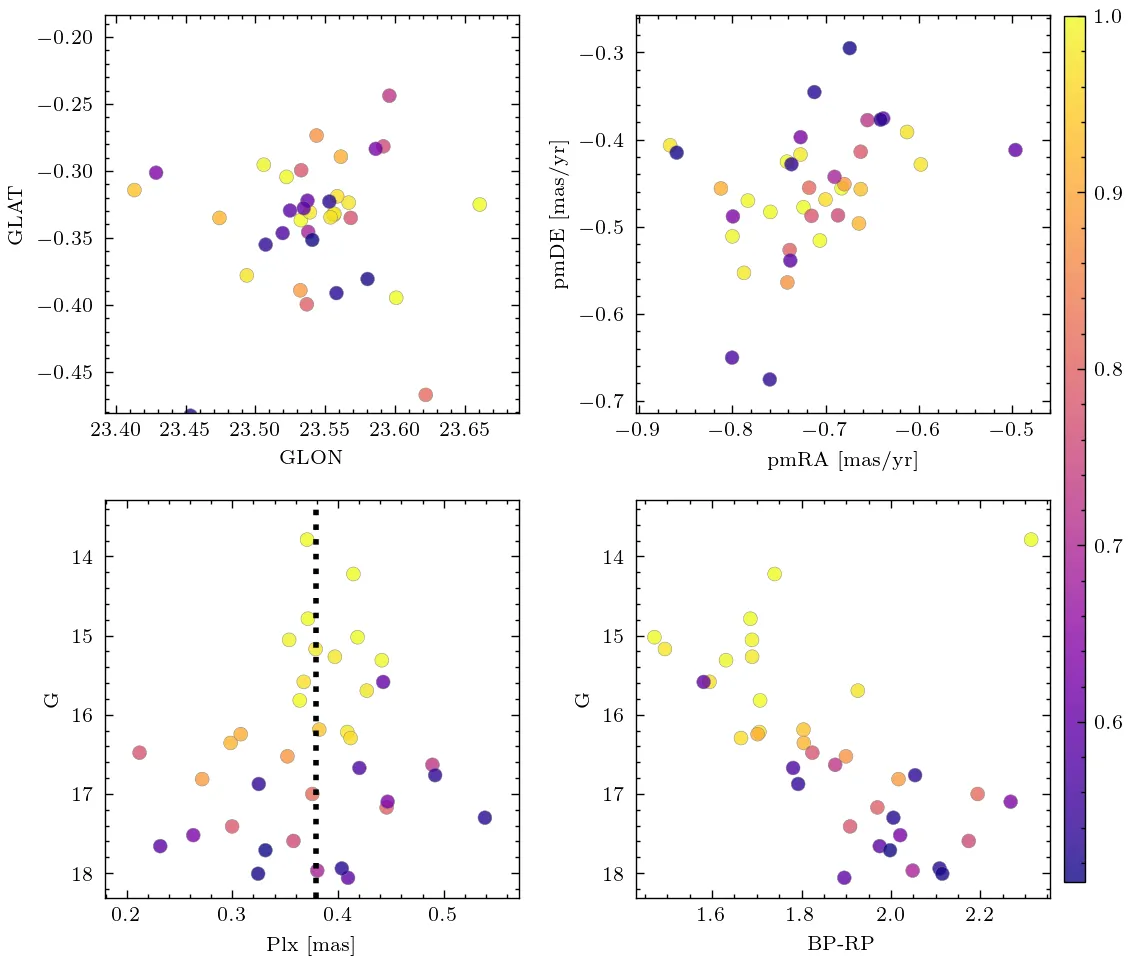 −0.20
−0.25
−0.30
−0.35
−0.40
−0.45
GLAT
23.40 23.45 23.50 23.55 23.60 23.65
GLON
−0.3
−0.4
−0.5
−0.6
−0.7
pmDE [mas/yr]
−0.9 −0.8 −0.7 −0.6 −0.5
pmRA [mas/yr]
1.0
0.9
0.8
0.7
0.6
14
15
16
17
18
G
0.2 0.3 0.4 0.5
Plx [mas]
14
15
16
17
18
G
1.6 1.8 2.0 2.2
BP-RP